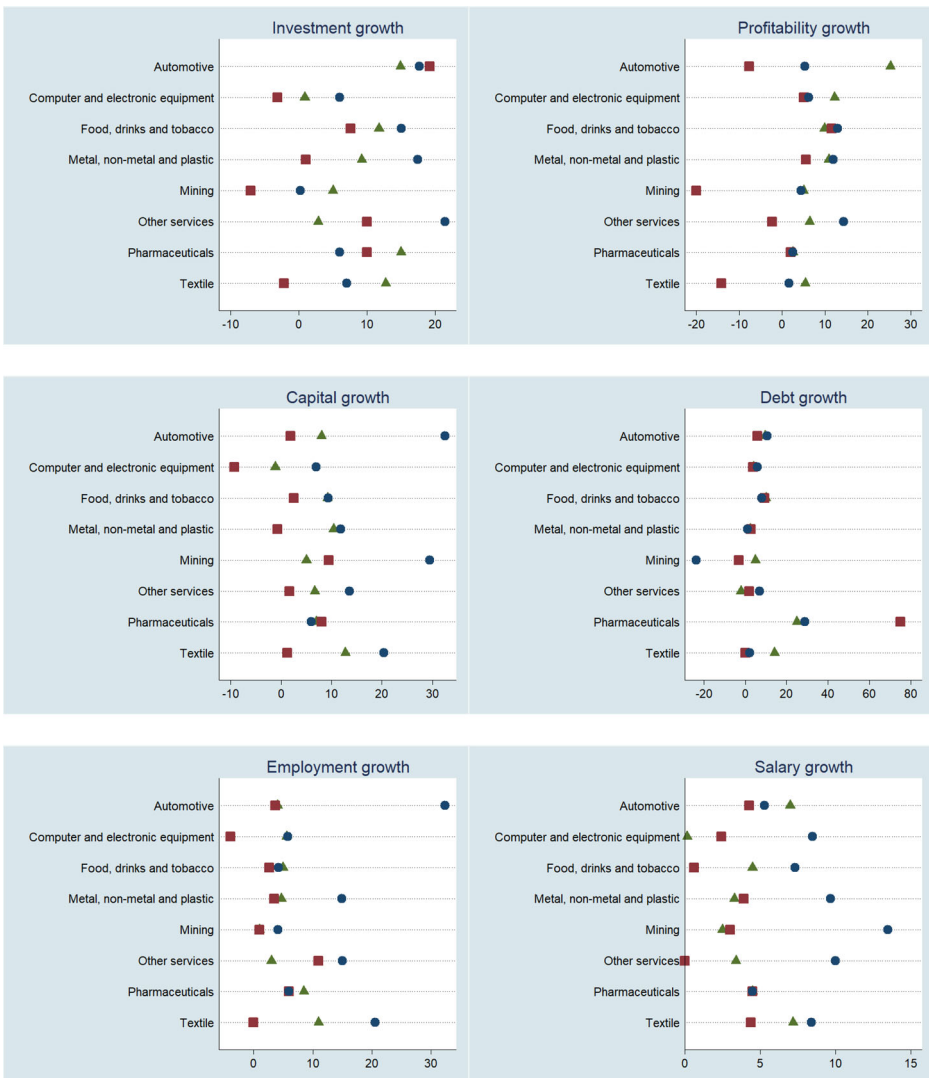 Investment growth
Automotive
Computer and electronic equipment
Food, drinks and tobacco
Metal, non-metal and plastic
Mining
Other services
Pharmaceuticals
Textile
-10 0 10 20
Profitability growth
Automotive
Computer and electronic equipment
Food, drinks and tobacco
Metal, non-metal and plastic
Mining
Other services
Pharmaceuticals
Textile
-20 -10 0 10 20 30
Capital growth
Automotive
Computer and electronic equipment
Food, drinks and tobacco
Metal, non-metal and plastic
Mining
Other services
Pharmaceuticals
Textile
-10 0 10 20 30
Debt growth
Automotive
Computer and electronic equipment
Food, drinks and tobacco
Metal, non-metal and plastic
Mining
Other services
Pharmaceuticals
Textile
-20 0 20 40 60 80
Employment growth
Automotive
Computer and electronic equipment
Food, drinks and tobacco
Metal, non-metal and plastic
Mining
Other services
Pharmaceuticals
Textile
0 10 20 30
Salary growth
Automotive
Computer and electronic equipment
Food, drinks and tobacco
Metal, non-metal and plastic
Mining
Other services
Pharmaceuticals
Textile
0 5 10 15